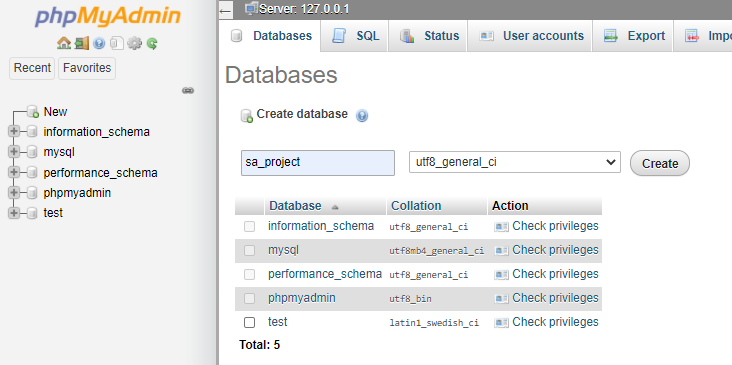 phpMyAdmin
Recent Favorites
New
information_schema
mysql
performance_schema
phpmyadmin
test
Server: 127.0.0.1
Databases SQL Status User accounts Export Impo
Databases
Create database
sa_project utf8_general_ci Create
Database Collation Action
information_schema utf8_general_ci Check privileges
mysql utf8mb4_general_ci Check privileges
performance_schema utf8_general_ci Check privileges
phpmyadmin utf8_bin Check privileges
test latin1_swedish_ci Check privileges
Total: 5